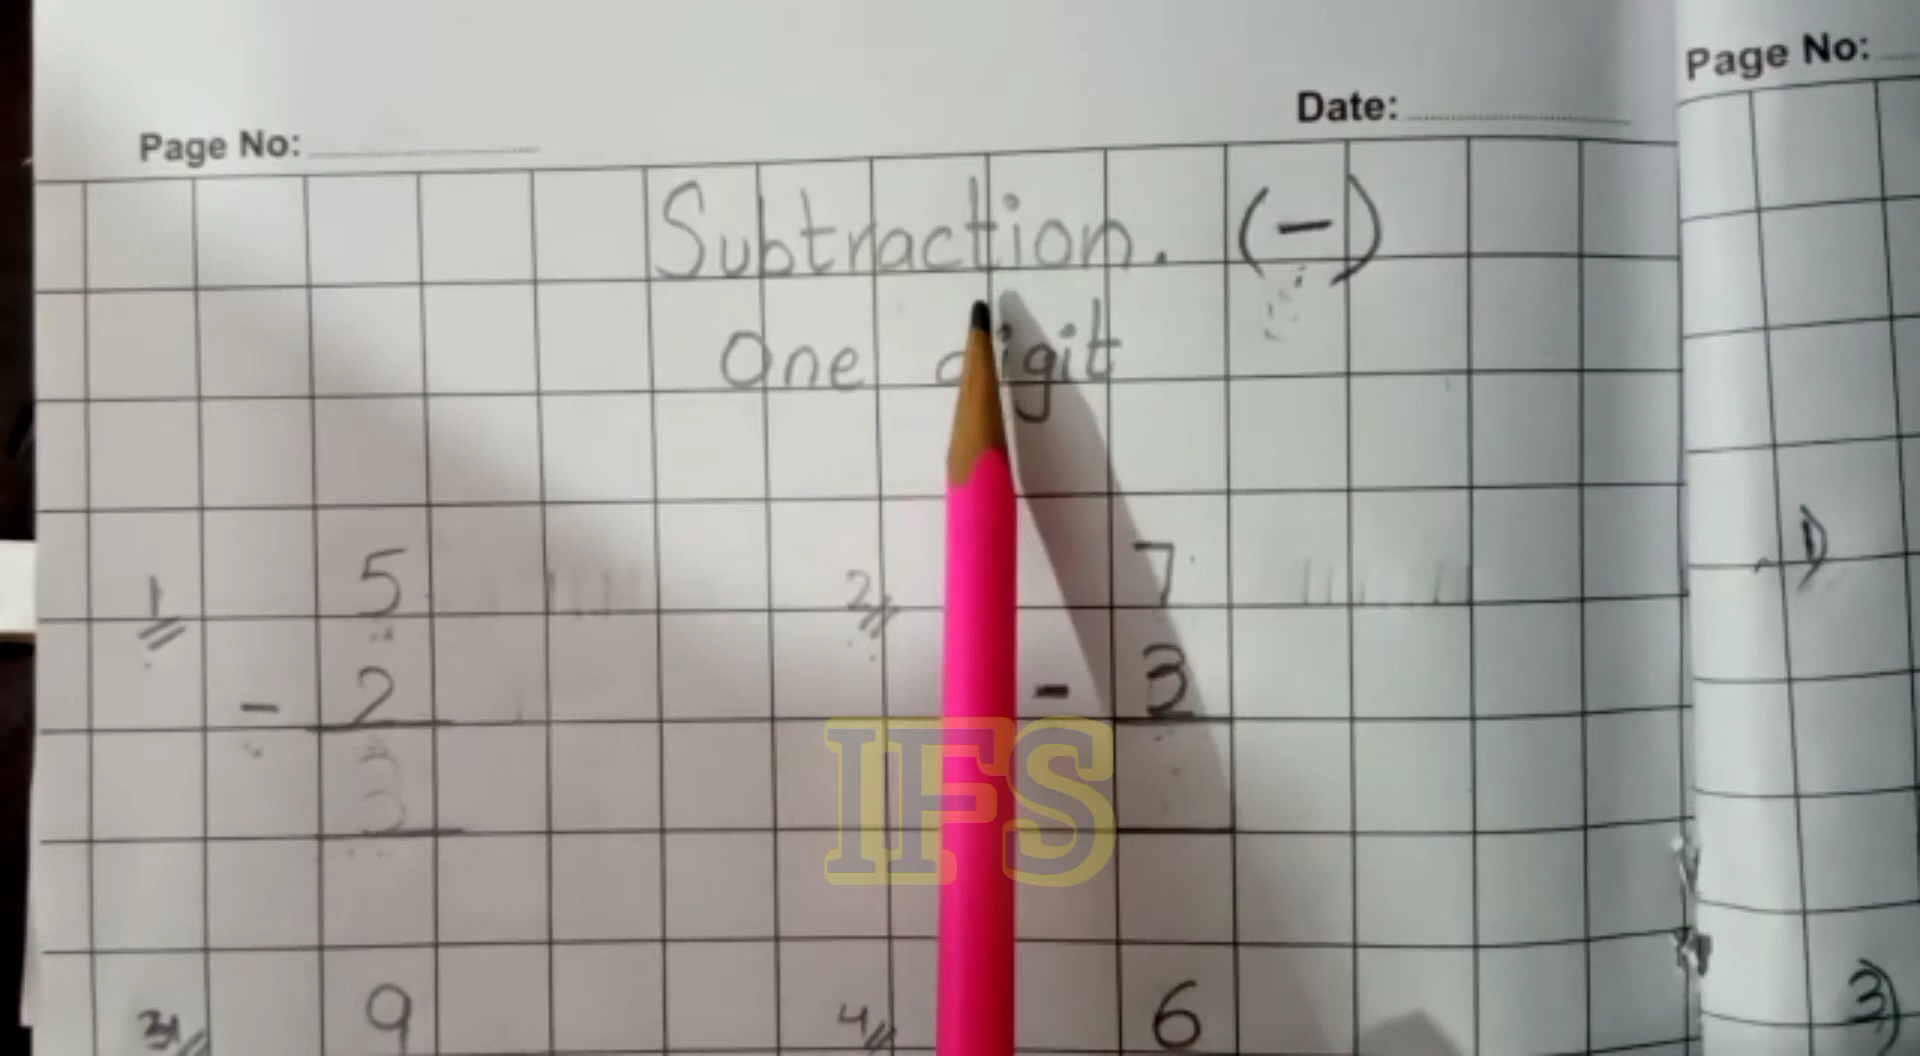 Page No:
Date:
Page No:
Subtraction. (-)
One digit
1 5
- 2
3
2 7
- 3
IFS
3 9
4 6
1)
3)